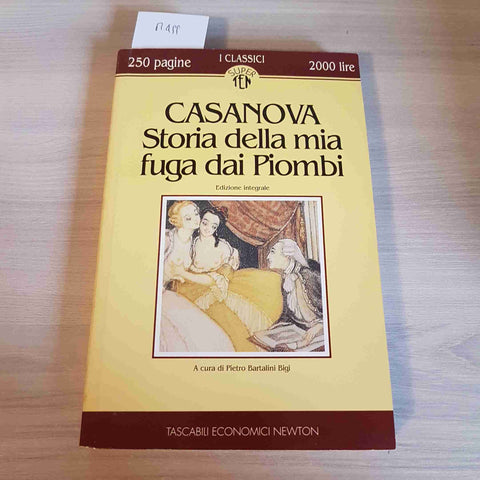 250 pagine
I CLASSICI
2000 lire
SUPER
TEN
CASANOVA
Storia della mia
fuga dai Piombi
Edizione integrale
A cura di Pietro Bartalini Bigi
TASCABILI ECONOMICI NEWTON